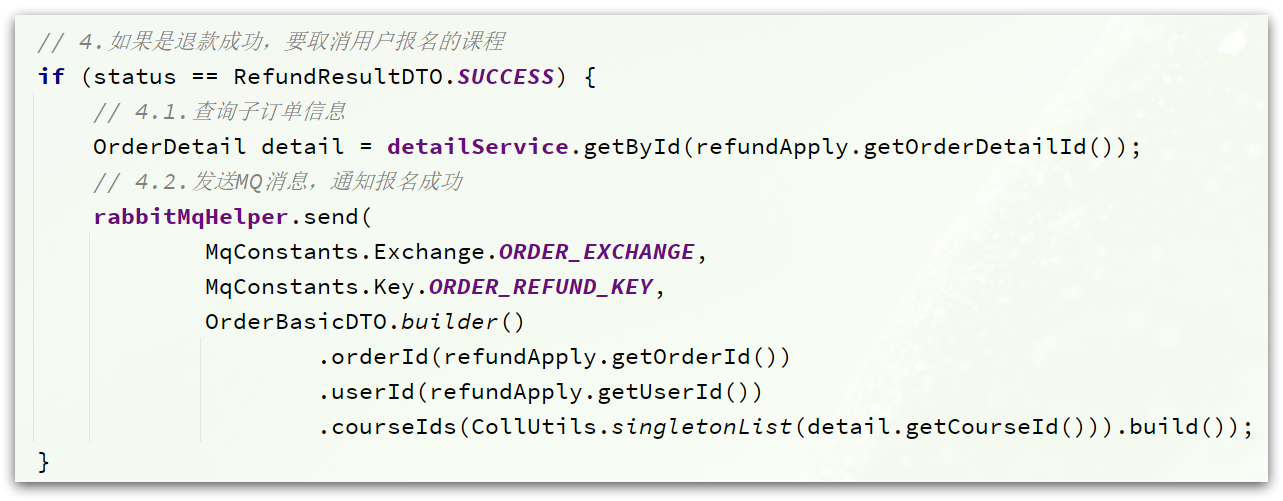 // 4.如果是退款成功，要取消用户报名的课程
if (status == RefundResultDTO.SUCCESS) {
// 4.1.查询子订单信息
OrderDetail detail = detailService.getById(refundApply.getOrderDetailId());
// 4.2.发送MQ消息，通知报名成功
rabbitMqHelper.send(
MqConstants.Exchange.ORDER_EXCHANGE,
MqConstants.Key.ORDER_REFUND_KEY,
OrderBasicDTO.builder()
.orderId(refundApply.getOrderId())
.userId(refundApply.getUserId())
.courseIds(CollUtils.singletonList(detail.getCourseId())).build());
}